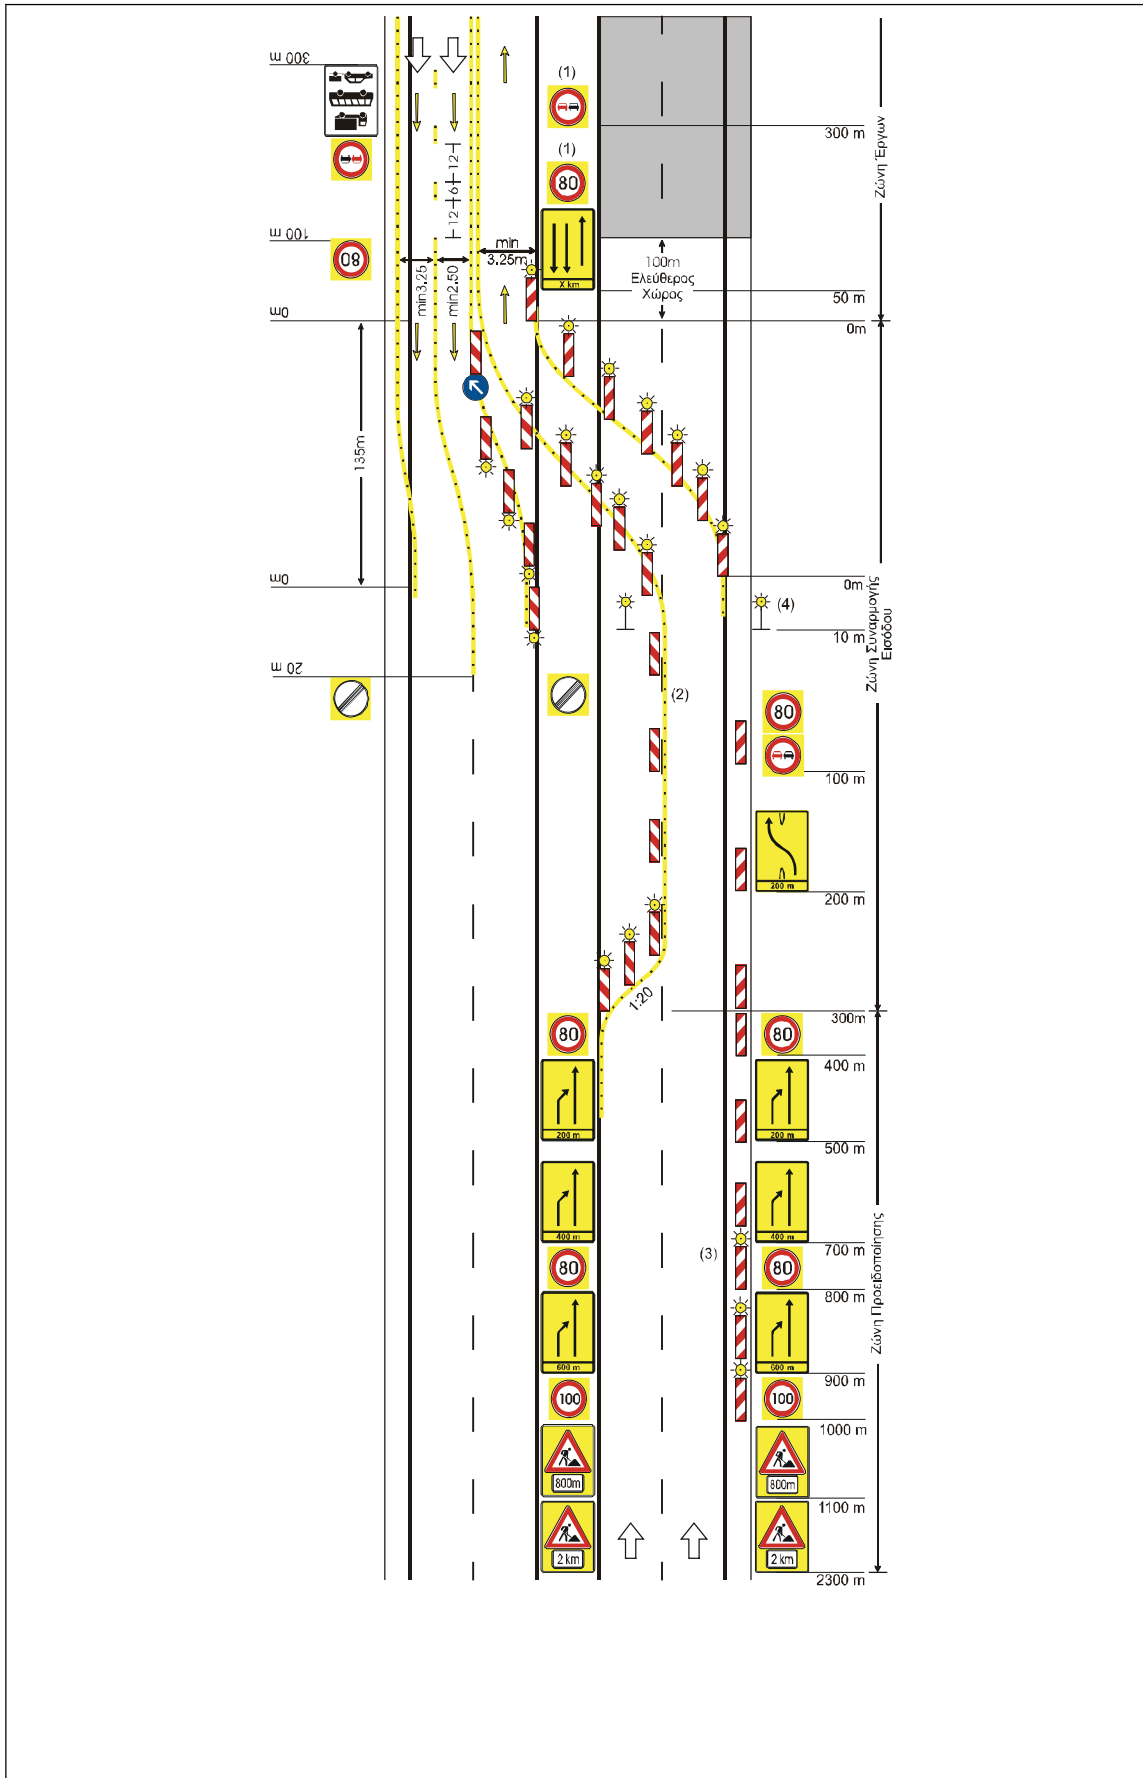 300 m
(1)
300 m
Ζώνη Έργων
(1)
12
6
12
80
100 m
80
min
3.25m
min3.25
min2.50
X km
100m
Ελεύθερος
Χώρος
50 m
0m
0m
135m
0m
0m
(4)
10 m
Ζώνη Συναρμογής
Εισόδου
20 m
(2)
80
100 m
200 m
200 m
1:20
300m
80
80
400 m
200 m
200 m
500 m
400 m
400 m
700 m
(3)
80
80
800 m
Ζώνη Προειδοποίησης
600 m
600 m
900 m
100
100
1000 m
800m
800m
1100 m
2 km
2 km
2300 m